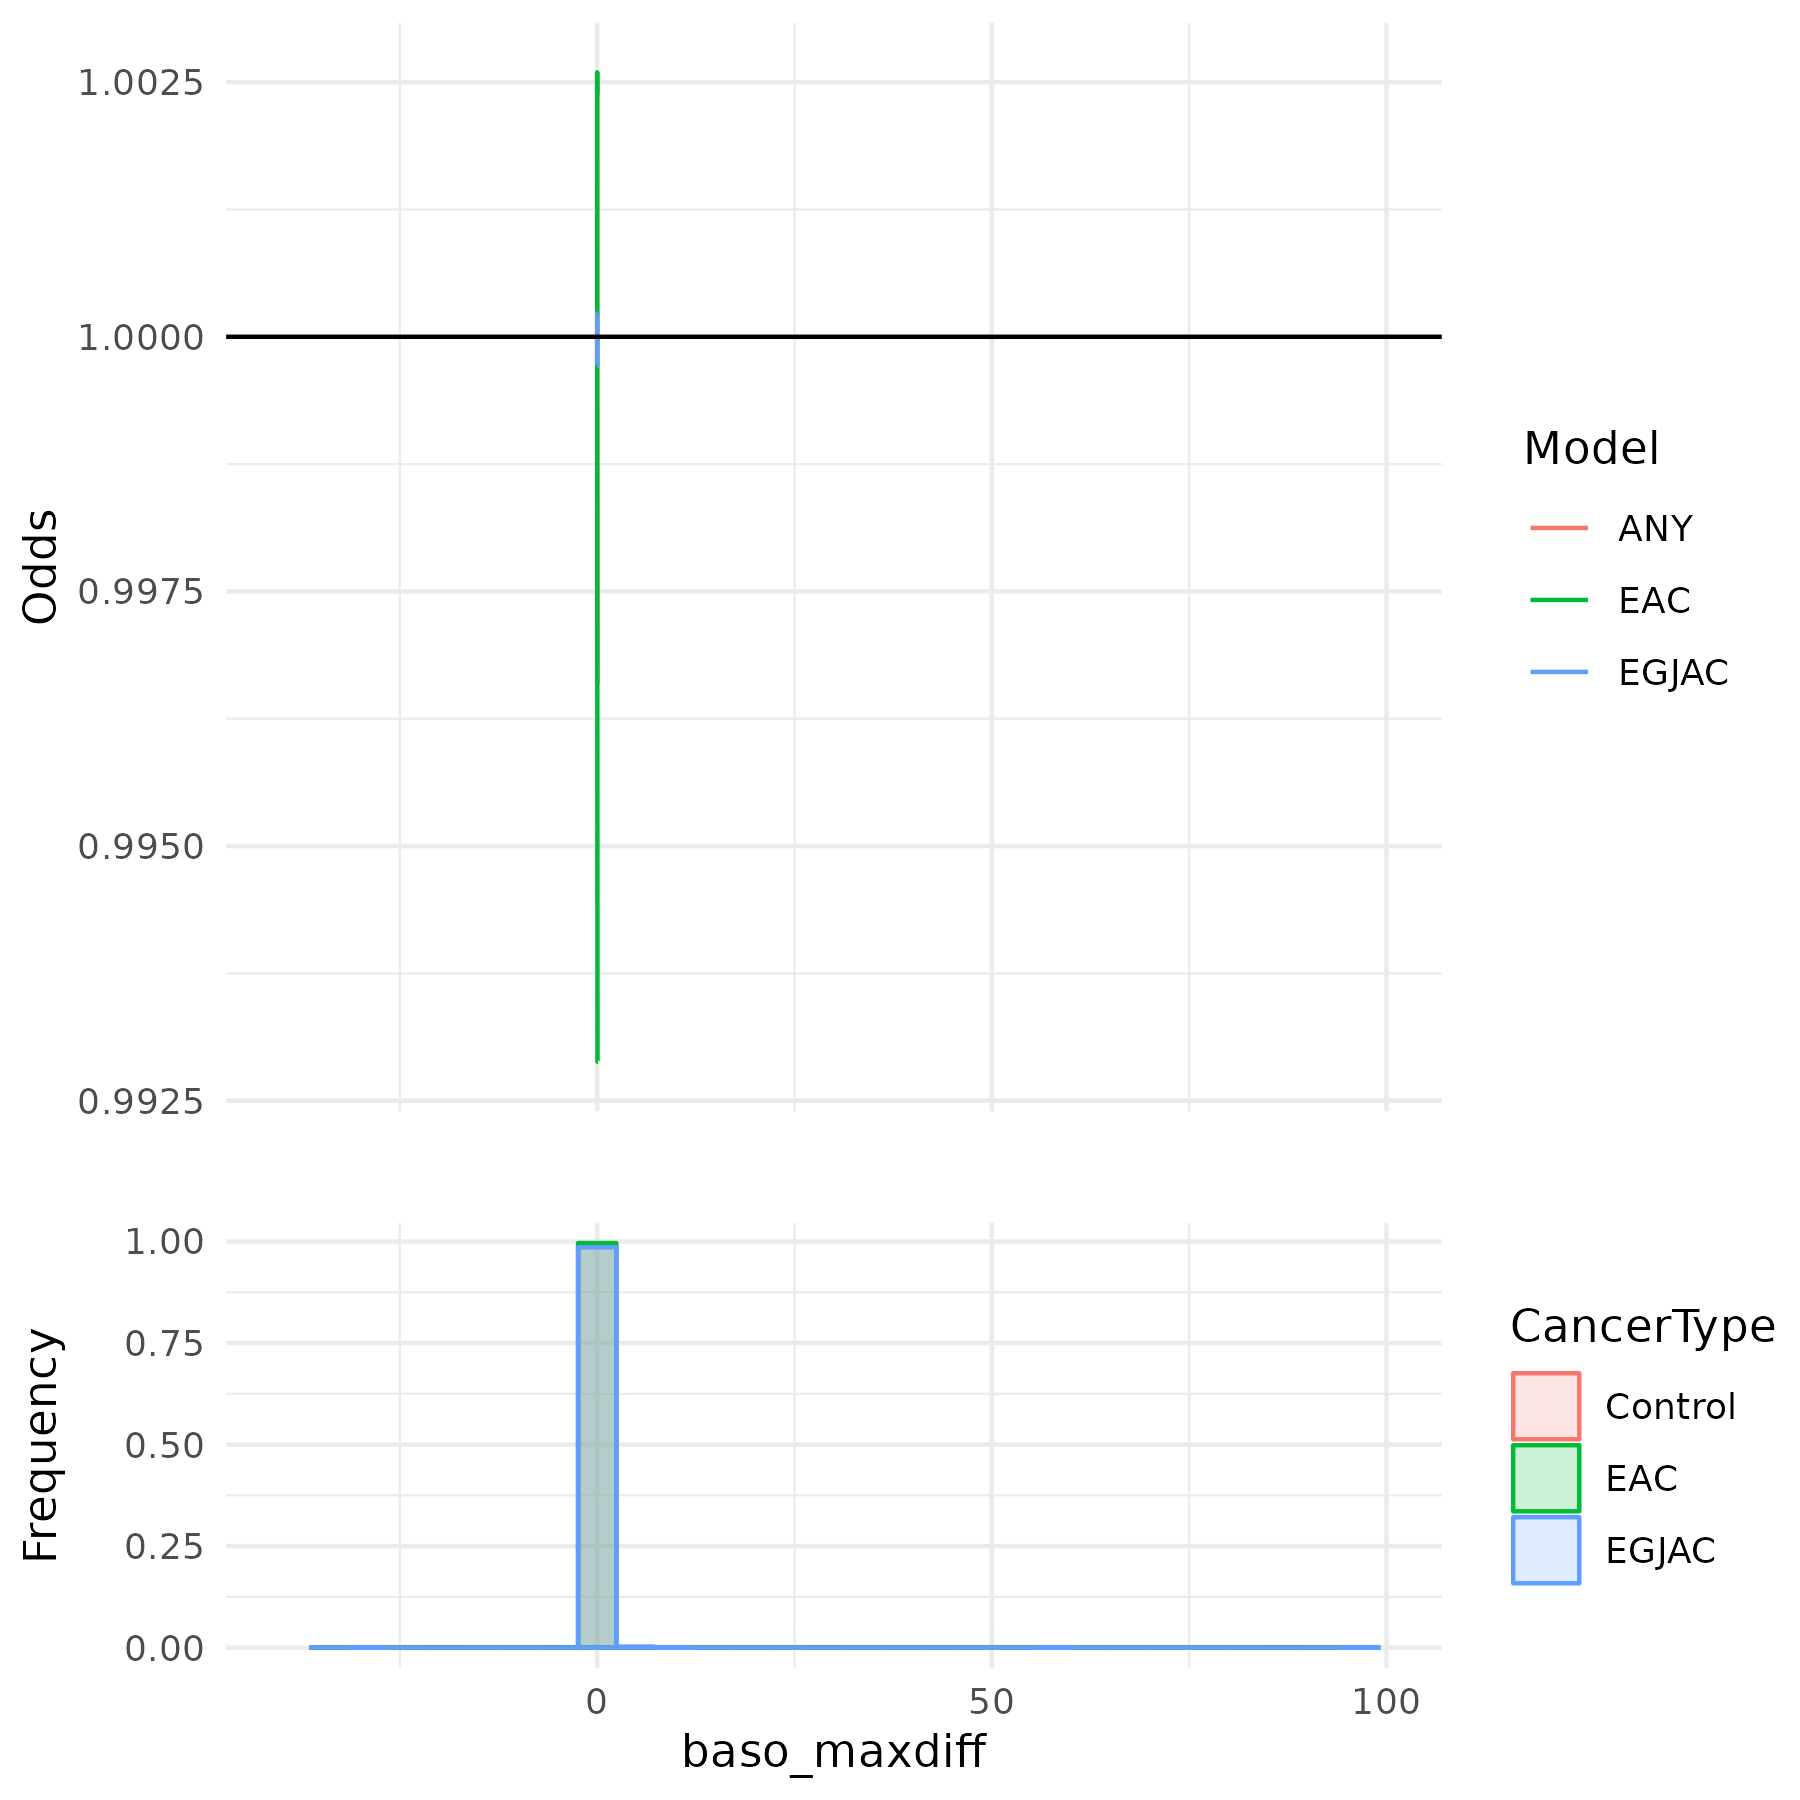 1.0025
1.0000
0.9975
0.9950
0.9925
Odds
Model
ANY
EAC
EGJAC
1.00
0.75
0.50
0.25
0.00
Frequency
0
50
100
baso_maxdiff
CancerType
Control
EAC
EGJAC